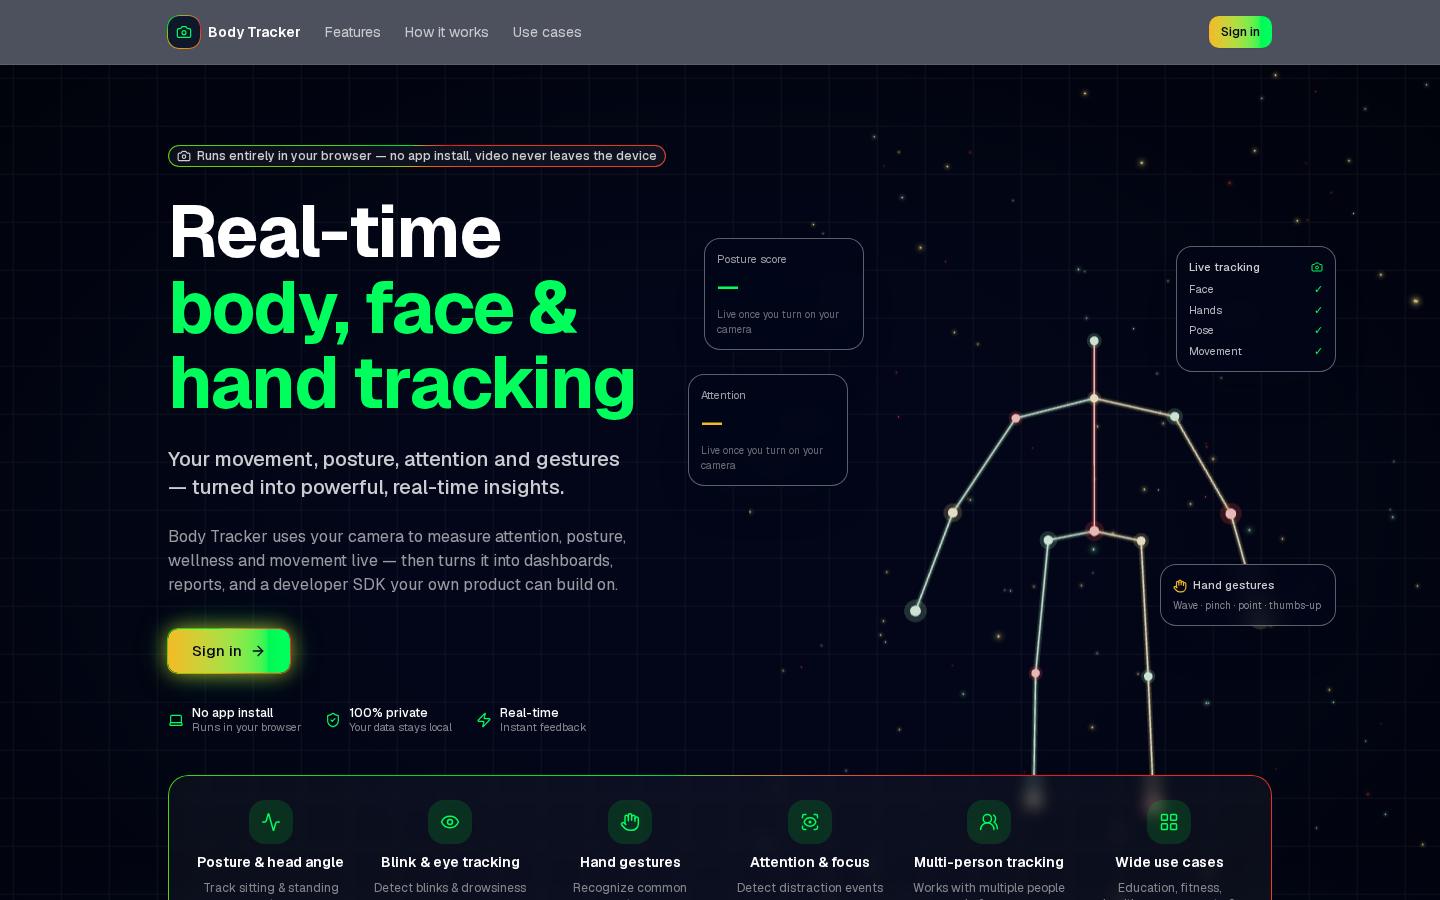 Body Tracker
Features
How it works
Use cases
Sign in
Runs entirely in your browser — no app install, video never leaves the device
Real-time
body, face &
hand tracking
Your movement, posture, attention and gestures
— turned into powerful, real-time insights.
Body Tracker uses your camera to measure attention, posture,
wellness and movement live — then turns it into dashboards,
reports, and a developer SDK your own product can build on.
Sign in →
No app install
Runs in your browser
100% private
Your data stays local
Real-time
Instant feedback
Posture score
—
Live once you turn on your
camera
Attention
—
Live once you turn on your
camera
Live tracking
Face ✓
Hands ✓
Pose ✓
Movement ✓
Hand gestures
Wave · pinch · point · thumbs-up
Posture & head angle
Track sitting & standing
Blink & eye tracking
Detect blinks & drowsiness
Hand gestures
Recognize common
Attention & focus
Detect distraction events
Multi-person tracking
Works with multiple people
Wide use cases
Education, fitness,